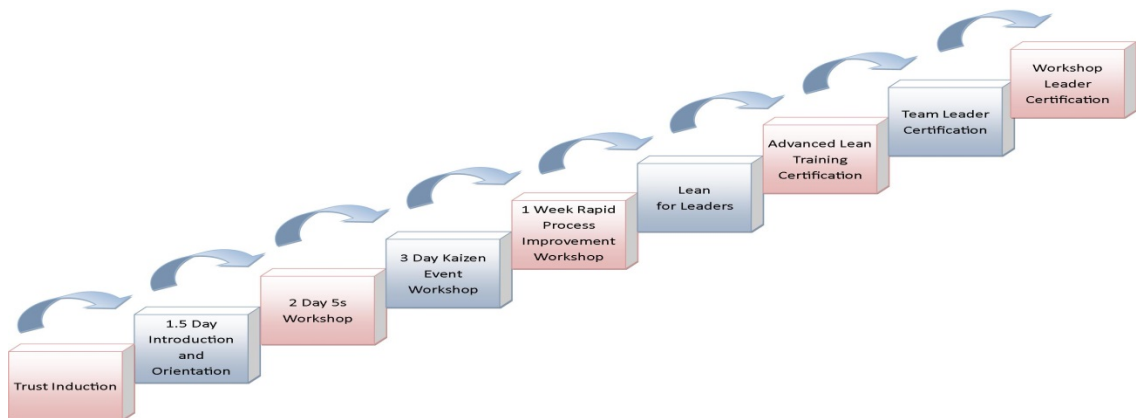 Trust Induction
1.5 Day
Introduction
and
Orientation
2 Day 5s
Workshop
3 Day Kaizen
Event
Workshop
1 Week Rapid
Process
Improvement
Workshop
Lean
for Leaders
Advanced Lean
Training
Certification
Team Leader
Certification
Workshop
Leader
Certification